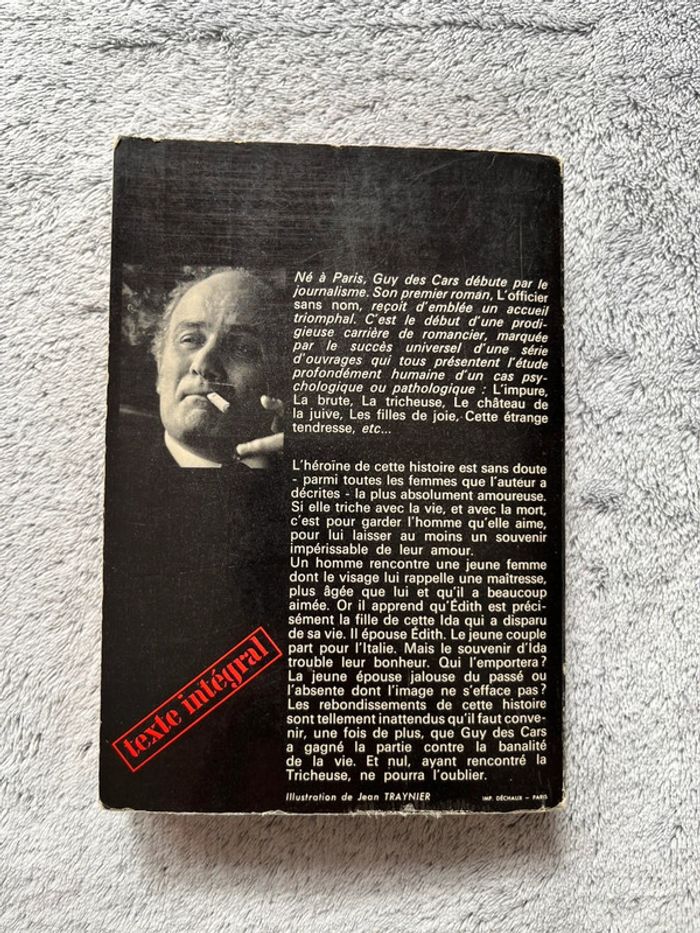 Né à Paris, Guy des Cars débute par le
journalisme. Son premier roman, L'officier
sans nom, reçoit d'emblée un accueil
triomphal. C'est le début d'une prodi-
gieuse carrière de romancier, marquée
par le succès universel d'une série
d'ouvrages qui tous présentent l'étude
profondément humaine d'un cas psy-
chologique ou pathologique : L'impure,
La brute, La tricheuse, Le château de
la juive, Les filles de joie, Cette étrange
tendresse, etc...
L'héroïne de cette histoire est sans doute
- parmi toutes les femmes que l'auteur a
décrites - la plus absolument amoureuse.
Si elle triche avec la vie, et avec la mort,
c'est pour garder l'homme qu'elle aime,
pour lui laisser au moins un souvenir
impérissable de leur amour.
Un homme rencontre une jeune femme
dont le visage lui rappelle une maîtresse,
plus âgée que lui et qu'il a beaucoup
aimée. Or il apprend qu'Édith est préci-
sément la fille de cette Ida qui a disparu
de sa vie. Il épouse Édith. Le jeune couple
part pour l'Italie. Mais le souvenir d'Ida
trouble leur bonheur. Qui l'emportera ?
La jeune épouse jalouse du passé ou
l'absente dont l'image ne s'efface pas ?
Les rebondissements de cette histoire
sont tellement inattendus qu'il faut conve-
nir, une fois de plus, que Guy des Cars
a gagné la partie contre la banalité
de la vie. Et nul, ayant rencontré la
Tricheuse, ne pourra l'oublier.
texte intégral
Illustration de Jean TRAYNIER
IMP. DÉCHAUX – PARIS